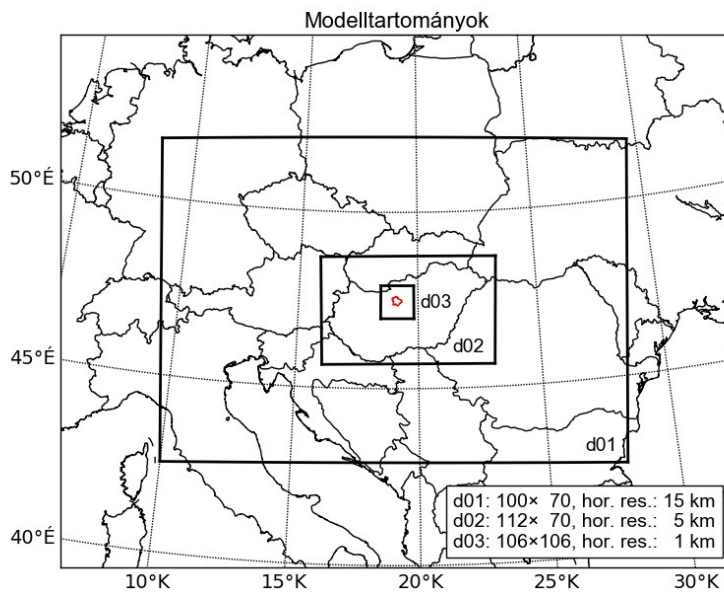 Modelltartományok
50°É
d03
45°É
d02
d01
d01: 100× 70, hor. res.: 15 km
d02: 112× 70, hor. res.: 5 km
d03: 106×106, hor. res.: 1 km
40°É
10°K 15°K 20°K 25°K 30°K